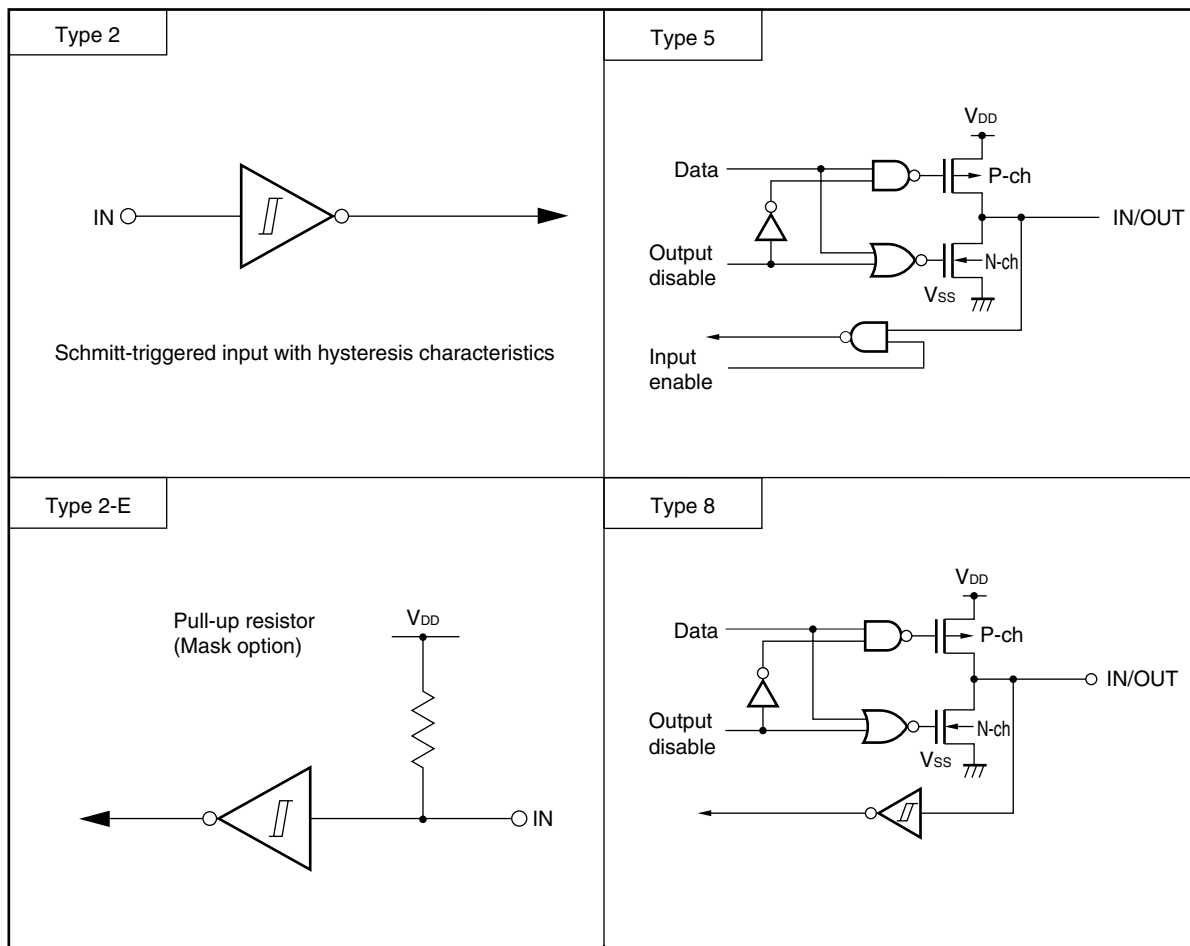 Type 2
IN
Schmitt-triggered input with hysteresis characteristics
Type 5
VDD
Data
P-ch
IN/OUT
Output
disable
N-ch
VSS
Input
enable
Type 2-E
Pull-up resistor
(Mask option)
VDD
IN
Type 8
VDD
Data
P-ch
IN/OUT
Output
disable
N-ch
VSS